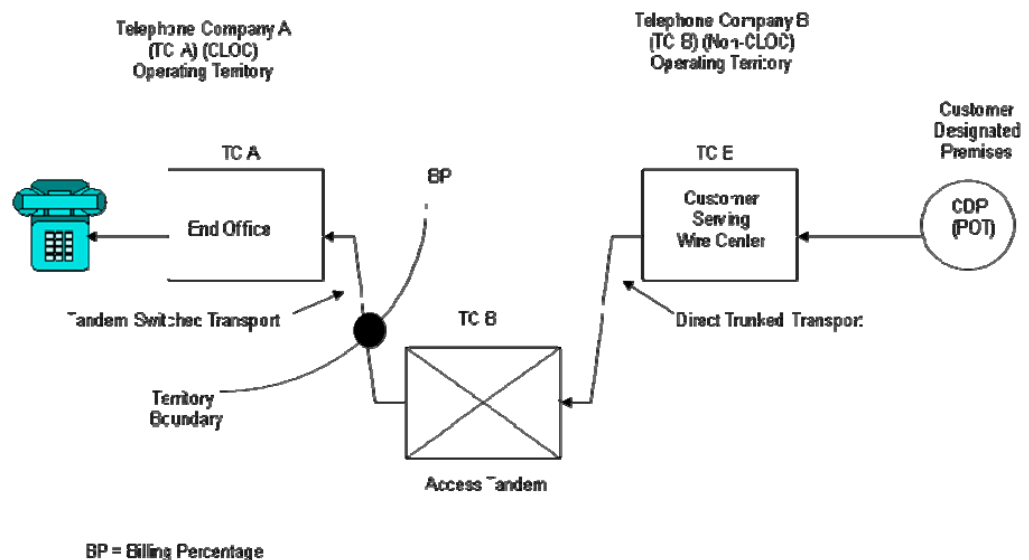 Telephone Company A
(TC A) (CLOC)
Operating Territory
Telephone Company B
(TC B) (Non-CLOC)
Operating Territory
Customer
Designated
Premises
TC A
BP
TC E
End Office
Customer
Serving
Wire Center
CDP
(POT)
Tandem Switched Transport
TC B
Direct Trunked Transport
Territory
Boundary
Access Tandem
BP = Billing Percentage